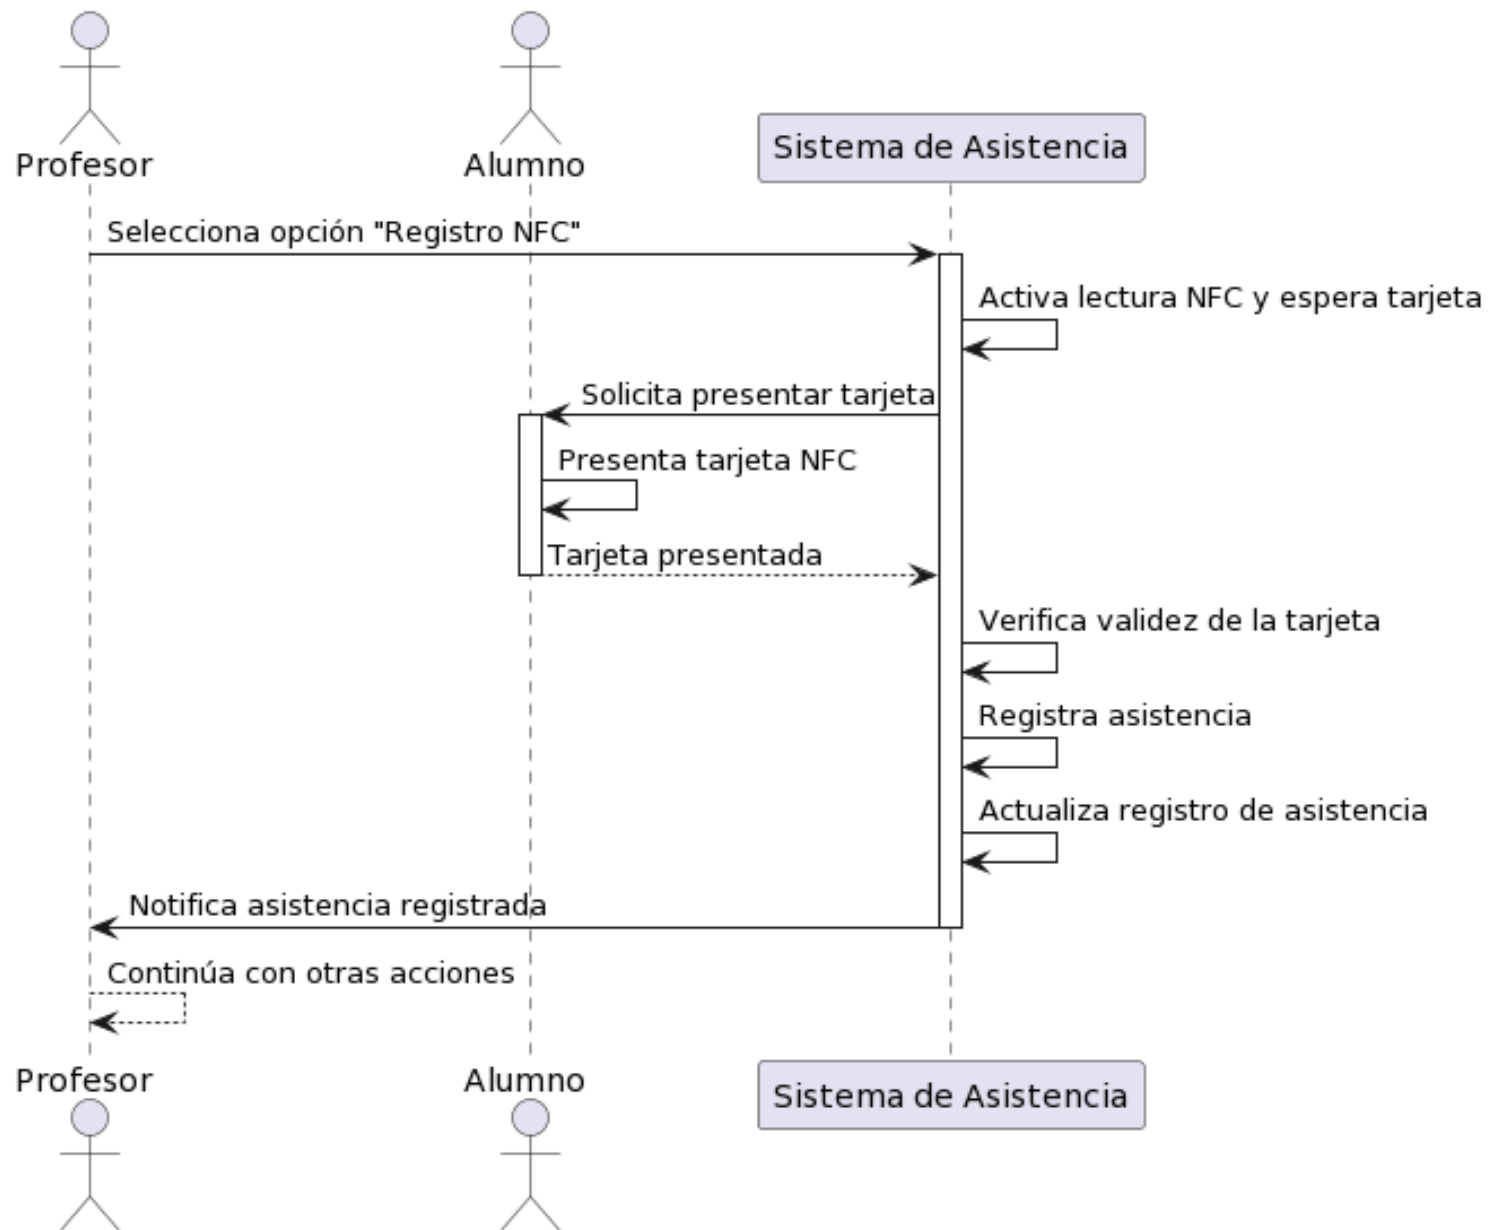 Profesor
Alumno
Sistema de Asistencia
Selecciona opción "Registro NFC"
Activa lectura NFC y espera tarjeta
Solicita presentar tarjeta
Presenta tarjeta NFC
Tarjeta presentada
Verifica validez de la tarjeta
Registra asistencia
Actualiza registro de asistencia
Notifica asistencia registrada
Continúa con otras acciones
Profesor
Alumno
Sistema de Asistencia